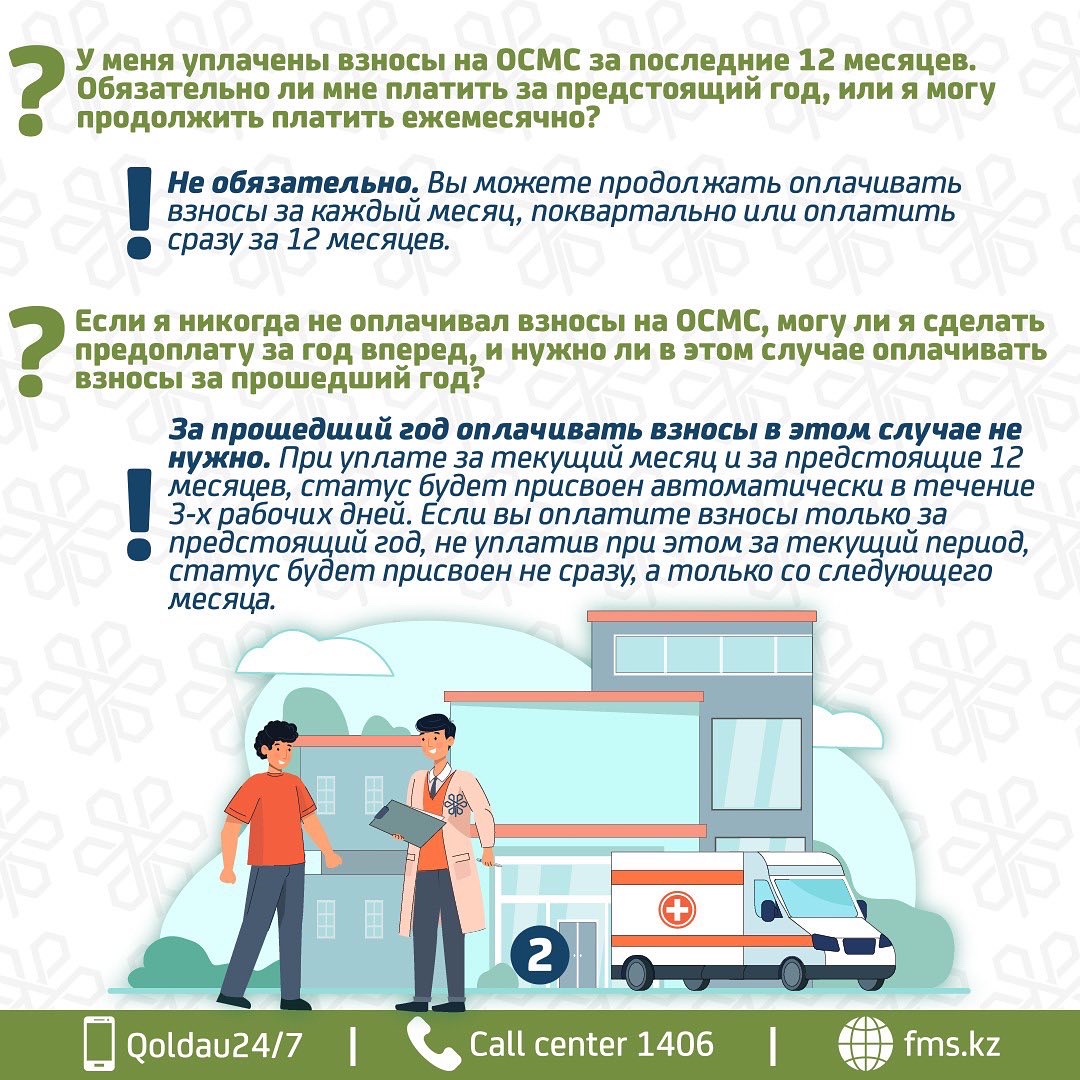 ?
У меня уплачены взносы на ОСМС за последние 12 месяцев.
Обязательно ли мне платить за предстоящий год, или я могу
продолжить платить ежемесячно?
!
Не обязательно. Вы можете продолжать оплачивать
взносы за каждый месяц, поквартально или оплатить
сразу за 12 месяцев.
?
Если я никогда не оплачивал взносы на ОСМС, могу ли я сделать
предоплату за год вперед, и нужно ли в этом случае оплачивать
взносы за прошедший год?
!
За прошедший год оплачивать взносы в этом случае не
нужно. При уплате за текущий месяц и за предстоящие 12
месяцев, статус будет присвоен автоматически в течение
3-х рабочих дней. Если вы оплатите взносы только за
предстоящий год, не уплатив при этом за текущий период,
статус будет присвоен не сразу, а только со следующего
месяца.
2
Qoldau24/7 | Call center 1406 | fms.kz